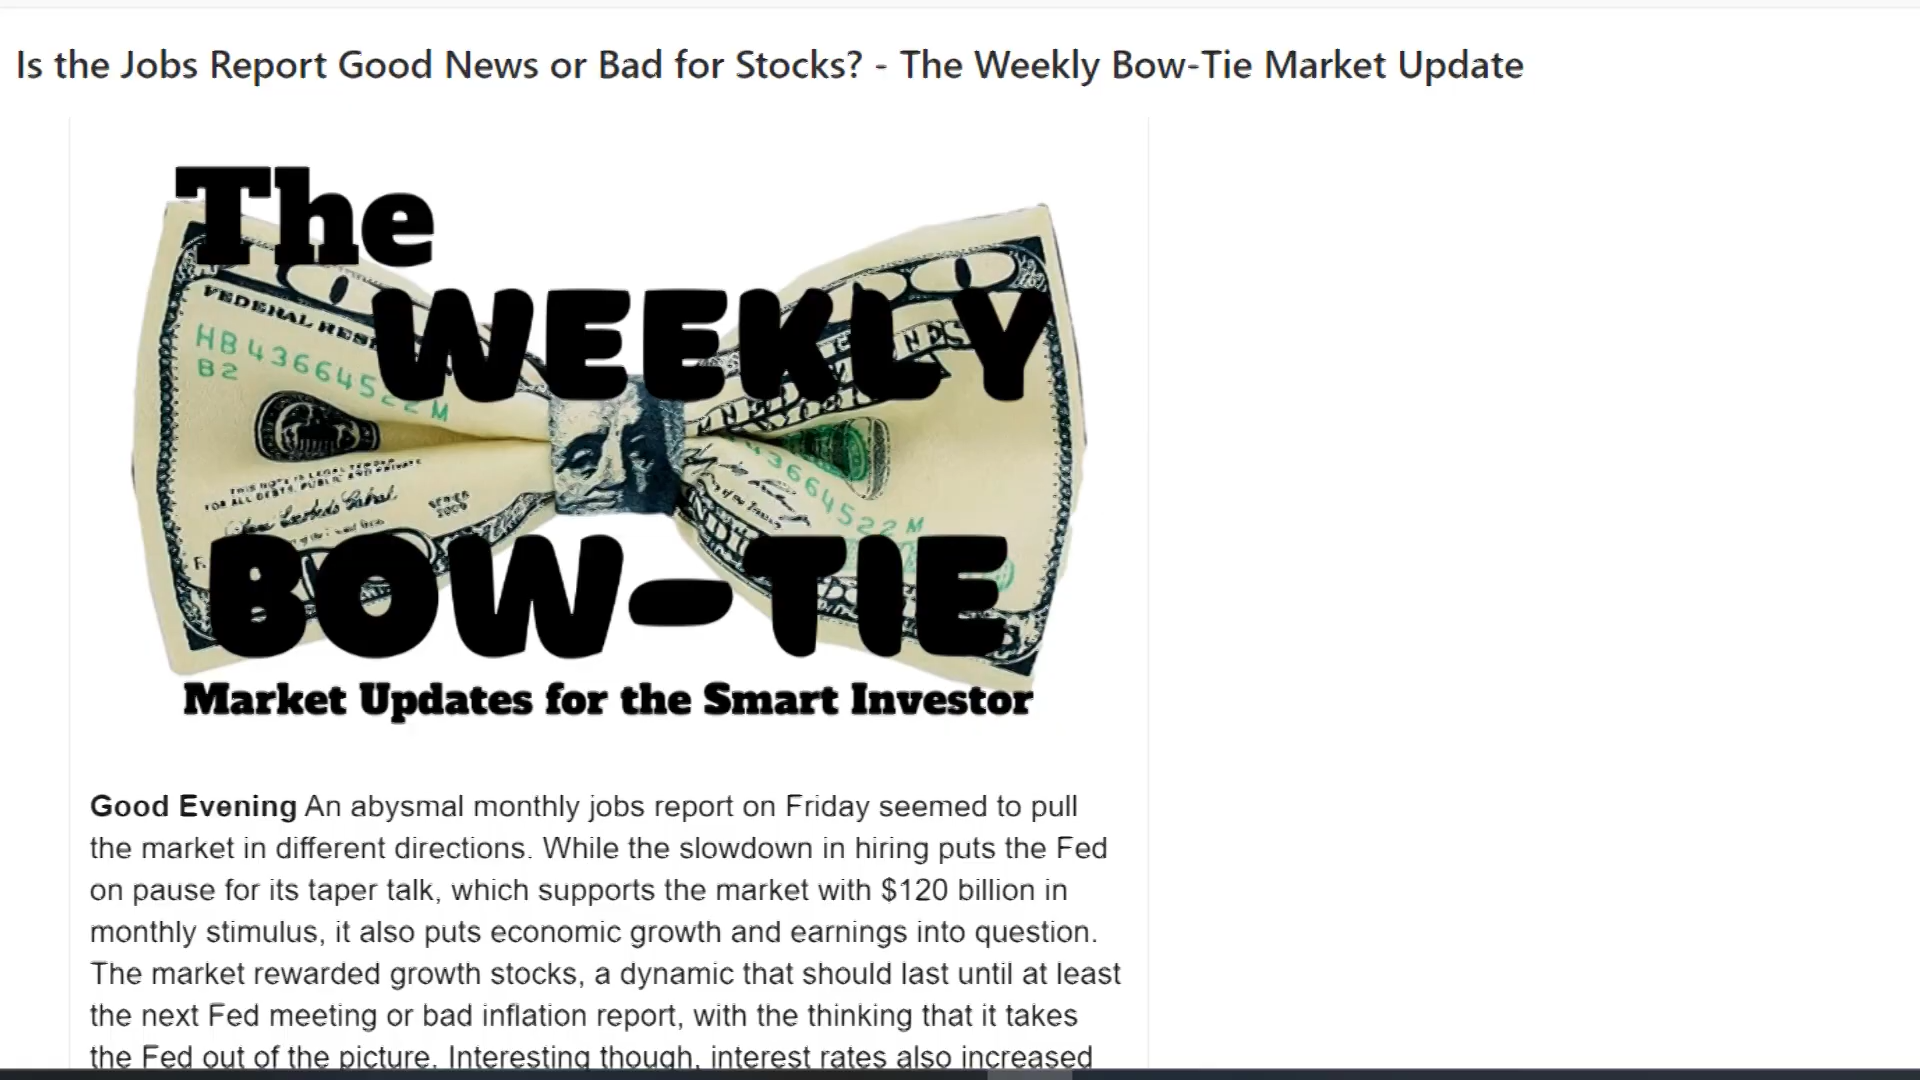 Is the Jobs Report Good News or Bad for Stocks? - The Weekly Bow-Tie Market Update
The
WEEKLY
FEDERAL RES
HB 4366452 M
B2
BOW-TIE
Market Updates for the Smart Investor
Good Evening An abysmal monthly jobs report on Friday seemed to pull
the market in different directions. While the slowdown in hiring puts the Fed
on pause for its taper talk, which supports the market with $120 billion in
monthly stimulus, it also puts economic growth and earnings into question.
The market rewarded growth stocks, a dynamic that should last until at least
the next Fed meeting or bad inflation report, with the thinking that it takes
the Fed out of the picture. Interesting though, interest rates also increased